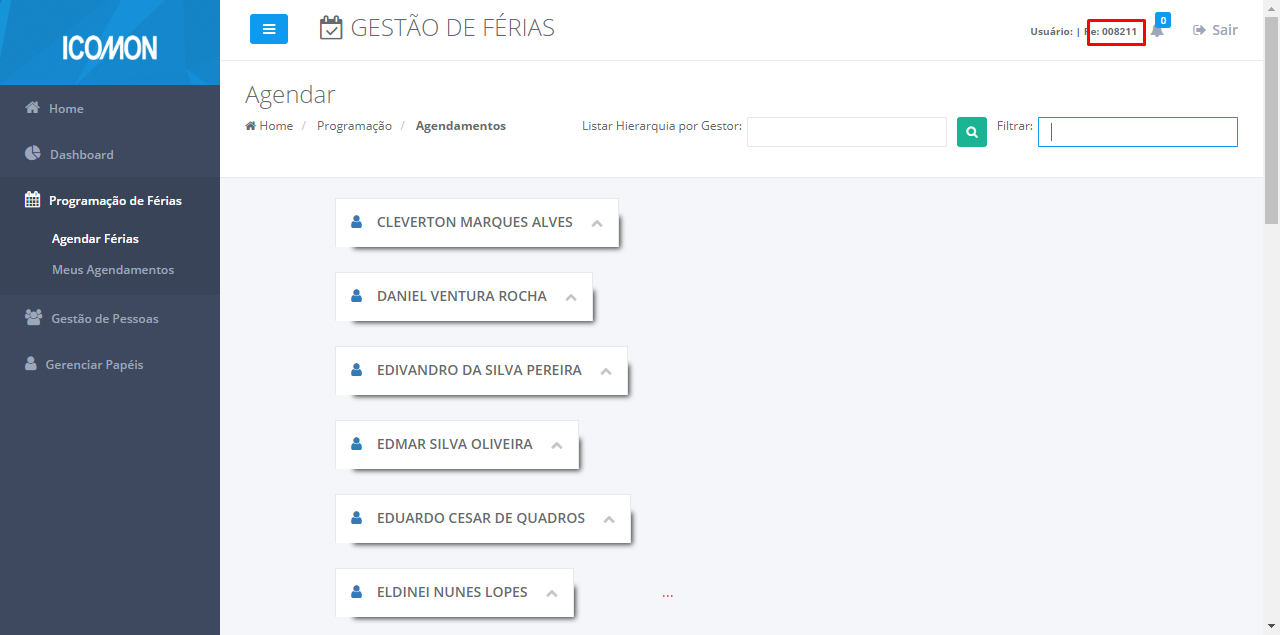 ICOMON
GESTÃO DE FÉRIAS
Usuário: | Re: 008211
0
Sair
Home
Dashboard
Programação de Férias
Agendar Férias
Meus Agendamentos
Gestão de Pessoas
Gerenciar Papéis
Agendar
Home / Programação / Agendamentos
Listar Hierarquia por Gestor:
Filtrar:
CLEVERTON MARQUES ALVES
DANIEL VENTURA ROCHA
EDIVANDRO DA SILVA PEREIRA
EDMAR SILVA OLIVEIRA
EDUARDO CESAR DE QUADROS
ELDINEI NUNES LOPES
...